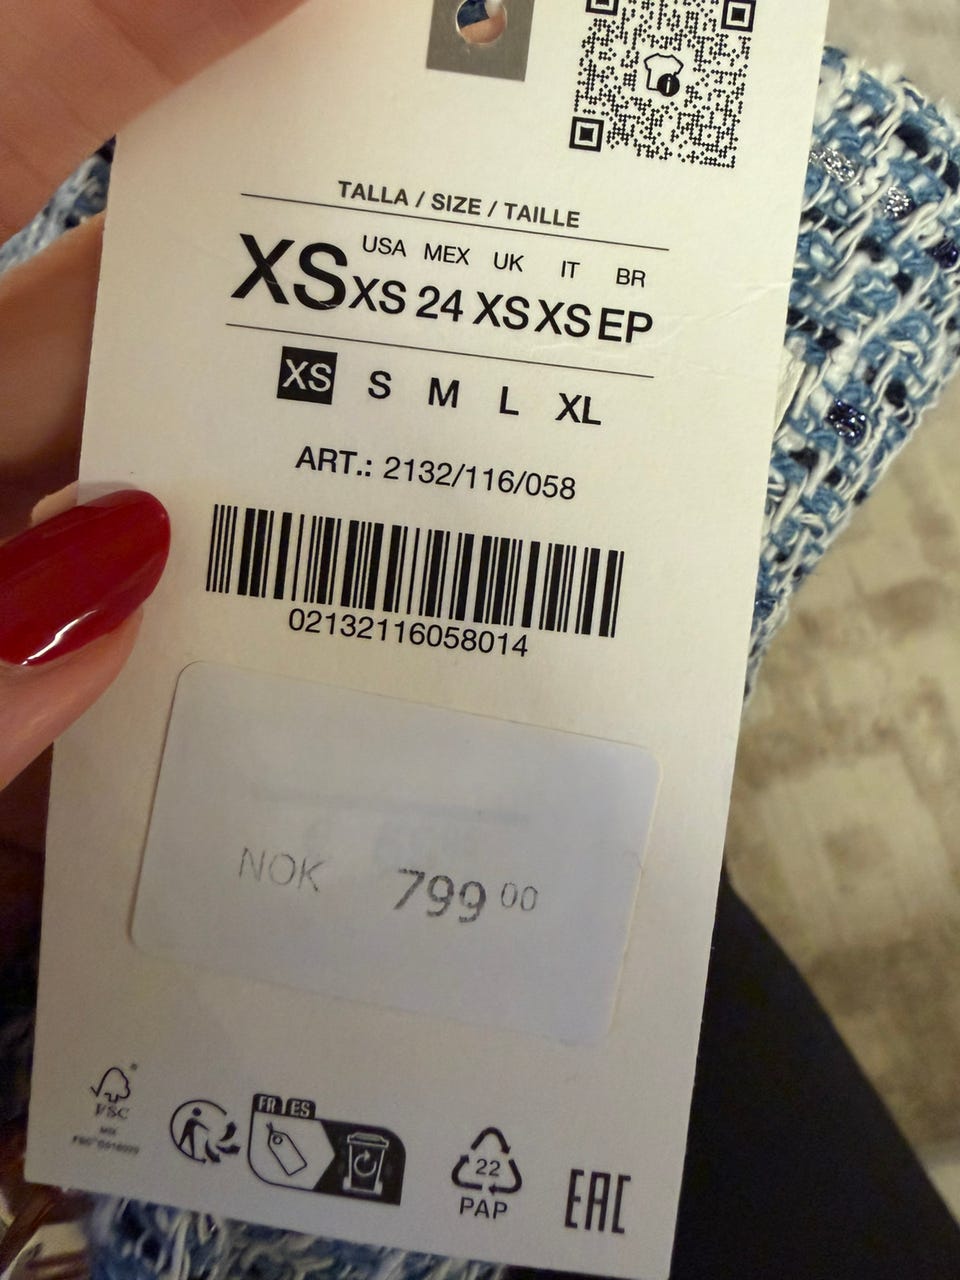 TALLA / SIZE / TAILLE
USA MEX UK IT BR
XS XS 24 XS XS EP
XS S M L XL
ART.: 2132/116/058
02132116058014
NOK 799 00
FSC
MIX
FR ES
22
PAP
EAC